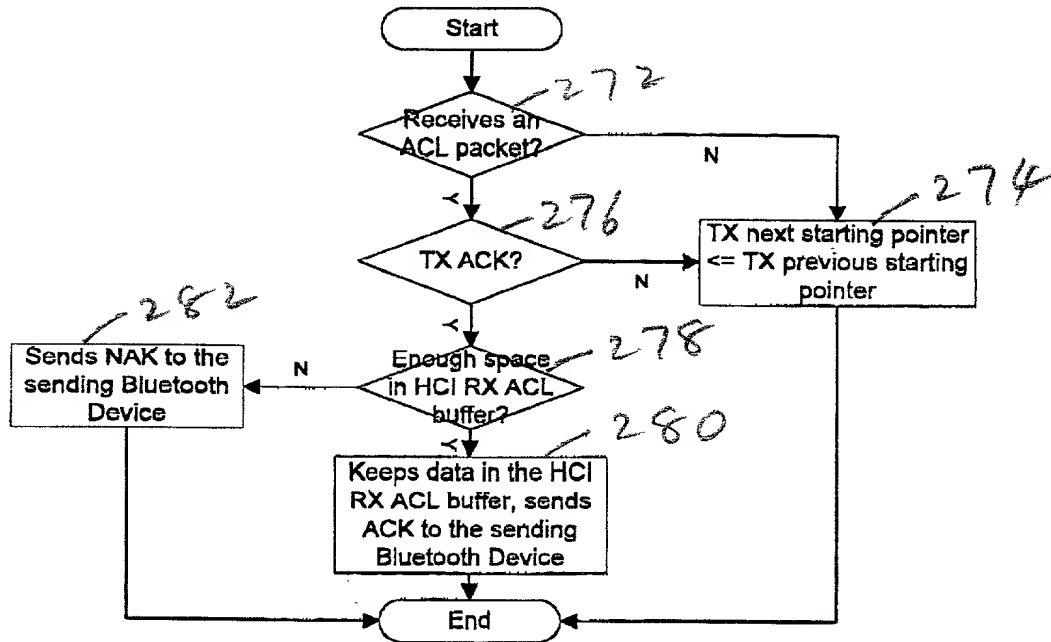 Start
272
Receives an
ACL packet?
N
Y
276
274
TX ACK?
N
TX next starting pointer
<= TX previous starting
pointer
Y
282
278
Sends NAK to the
sending Bluetooth
Device
N
Enough space
in HCI RX ACL
buffer?
Y
280
Keeps data in the HCI
RX ACL buffer, sends
ACK to the sending
Bluetooth Device
End